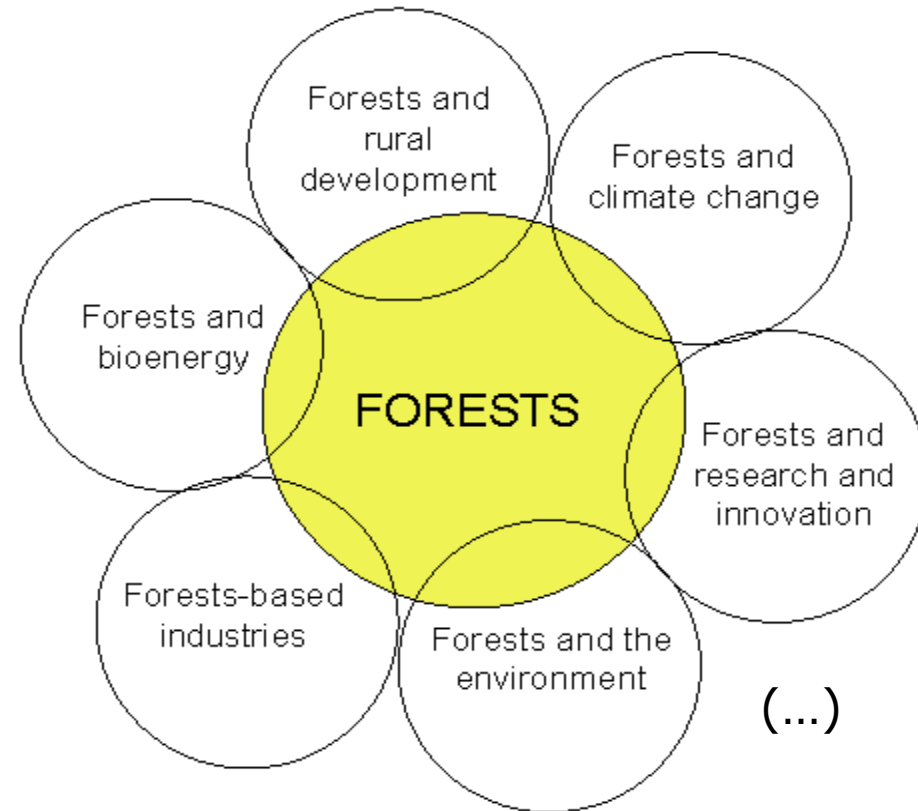 Forests and
rural
development
Forests and
climate change
Forests and
bioenergy
FORESTS
Forests and
research and
innovation
Forests-based
industries
Forests and the
environment
(...)